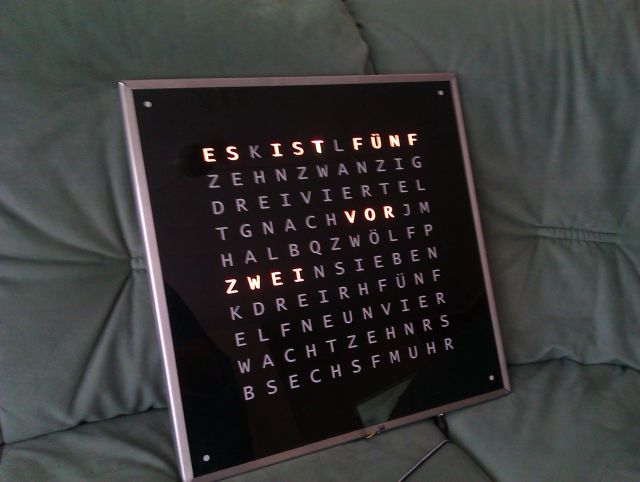 ESKISTLFÜNF
ZEHNZWANZIG
DREIVIERTEL
TGNACHVORJM
HALBQZWÖLFP
ZWEINSIEBEN
KDREIRHFÜNF
ELFNEUNVIER
WACHTZEHNRS
BSECHSFMUHR